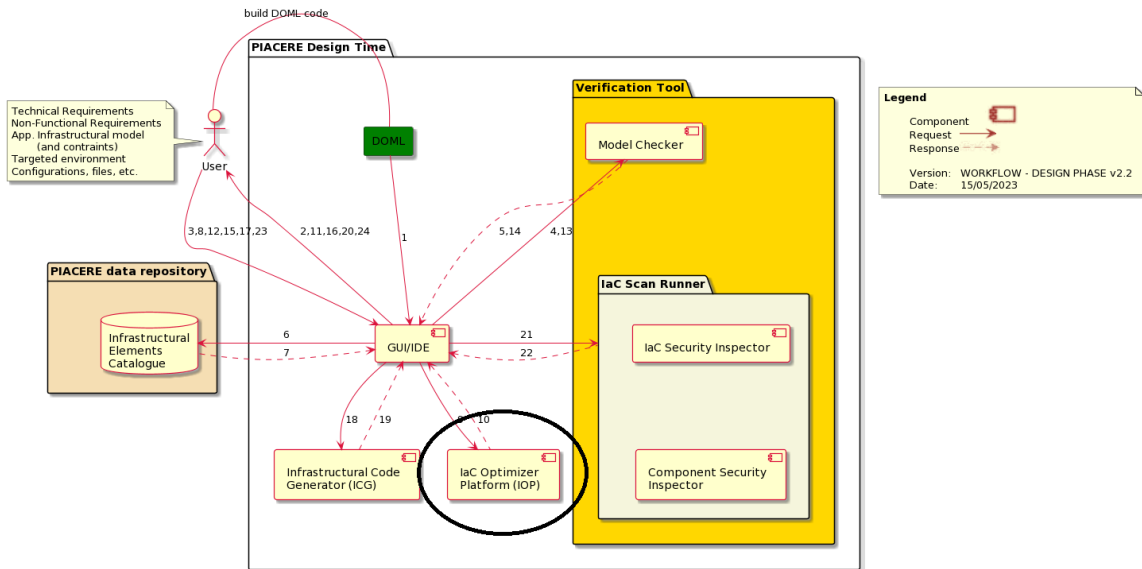 build DOML code
PIACERE Design Time
Verification Tool
Technical Requirements
Non-Functional Requirements
App. Infrastructural model
(and contraints)
Targeted environment
Configurations, files, etc.
User
DOML
Model Checker
Legend
Component
Request
Response
Version: WORKFLOW - DESIGN PHASE v2.2
Date: 15/05/2023
3,8,12,15,17,23
2,11,16,20,24
1
5,14
4,13
PIACERE data repository
IaC Scan Runner
Infrastructural
Elements
Catalogue
6
7
GUI/IDE
21
22
IaC Security Inspector
18
19
10
Infrastructural Code
Generator (ICG)
IaC Optimizer
Platform (IOP)
Component Security
Inspector